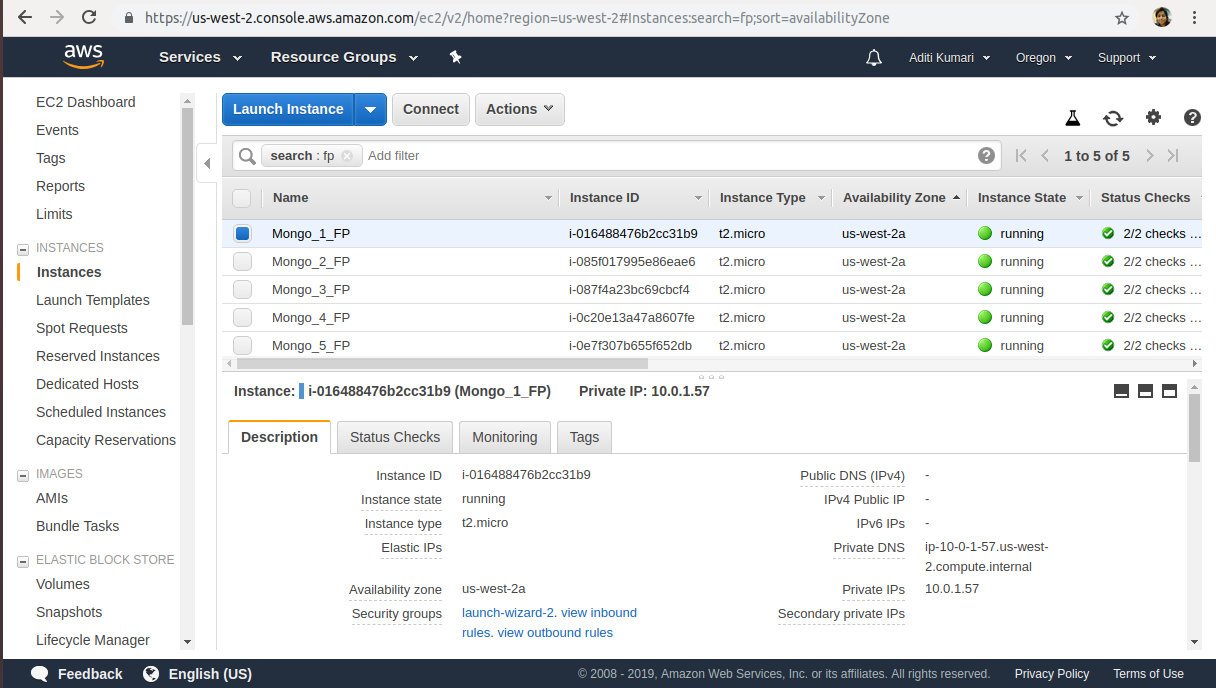 https://us-west-2.console.aws.amazon.com/ec2/v2/home?region=us-west-2#Instances:search=fp;sort=availabilityZone
aws Services Resource Groups Aditi Kumari Oregon Support
EC2 Dashboard
Events
Tags
Reports
Limits
INSTANCES
Instances
Launch Templates
Spot Requests
Reserved Instances
Dedicated Hosts
Scheduled Instances
Capacity Reservations
IMAGES
AMIs
Bundle Tasks
ELASTIC BLOCK STORE
Volumes
Snapshots
Lifecycle Manager
Launch Instance Connect Actions
search : fp Add filter 1 to 5 of 5
Name Instance ID Instance Type Availability Zone Instance State Status Checks
Mongo_1_FP i-016488476b2cc31b9 t2.micro us-west-2a running 2/2 checks ...
Mongo_2_FP i-085f017995e86eae6 t2.micro us-west-2a running 2/2 checks ...
Mongo_3_FP i-087f4a23bc69cbcf4 t2.micro us-west-2a running 2/2 checks ...
Mongo_4_FP i-0c20e13a47a8607fe t2.micro us-west-2a running 2/2 checks ...
Mongo_5_FP i-0e7f307b655f652db t2.micro us-west-2a running 2/2 checks ...
Instance: i-016488476b2cc31b9 (Mongo_1_FP) Private IP: 10.0.1.57
Description Status Checks Monitoring Tags
Instance ID i-016488476b2cc31b9
Instance state running
Instance type t2.micro
Elastic IPs
Availability zone us-west-2a
Security groups launch-wizard-2. view inbound
rules. view outbound rules
Public DNS (IPv4) -
IPv4 Public IP -
IPv6 IPs -
Private DNS ip-10-0-1-57.us-west-
2.compute.internal
Private IPs 10.0.1.57
Secondary private IPs
Feedback English (US) © 2008 - 2019, Amazon Web Services, Inc. or its affiliates. All rights reserved. Privacy Policy Terms of Use